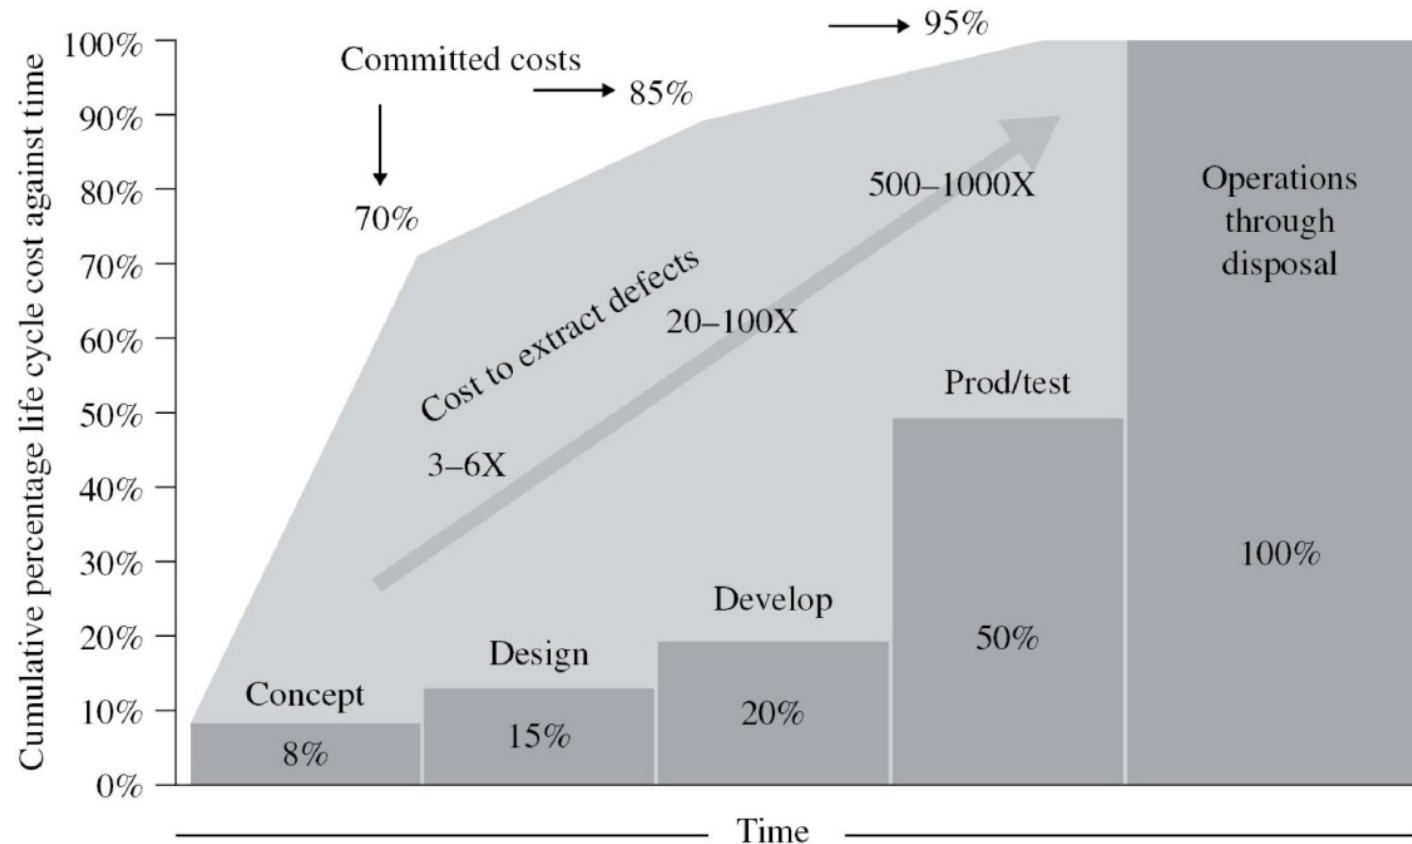 95%
100%
Committed costs
85%
90%
80%
70%
70%
500–1000X
Operations
through
disposal
Cost to extract defects
60%
20–100X
Prod/test
50%
3–6X
40%
30%
100%
Develop
20%
50%
Design
Concept
10%
20%
15%
8%
0%
Cumulative percentage life cycle cost against time
Time